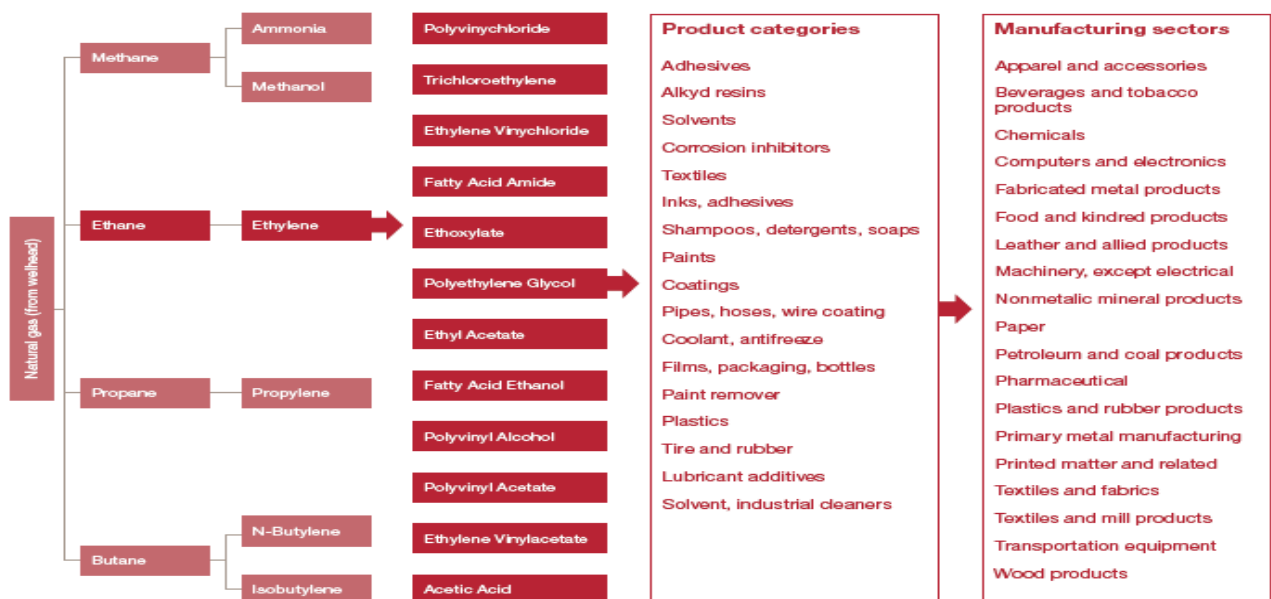 Natural gas (from welhead)
Methane
Ethane
Propane
Butane
Ammonia
Methanol
Ethylene
Propylene
N-Butylene
Isobutylene
Polyvinychloride
Trichloroethylene
Ethylene Vinychloride
Fatty Acid Amide
Ethoxylate
Polyethylene Glycol
Ethyl Acetate
Fatty Acid Ethanol
Polyvinyl Alcohol
Polyvinyl Acetate
Ethylene Vinylacetate
Acetic Acid
Product categories
Adhesives
Alkyd resins
Solvents
Corrosion inhibitors
Textiles
Inks, adhesives
Shampoos, detergents, soaps
Paints
Coatings
Pipes, hoses, wire coating
Coolant, antifreeze
Films, packaging, bottles
Paint remover
Plastics
Tire and rubber
Lubricant additives
Solvent, industrial cleaners
Manufacturing sectors
Apparel and accessories
Beverages and tobacco
products
Chemicals
Computers and electronics
Fabricated metal products
Food and kindred products
Leather and allied products
Machinery, except electrical
Nonmetalic mineral products
Paper
Petroleum and coal products
Pharmaceutical
Plastics and rubber products
Primary metal manufacturing
Printed matter and related
Textiles and fabrics
Textiles and mill products
Transportation equipment
Wood products